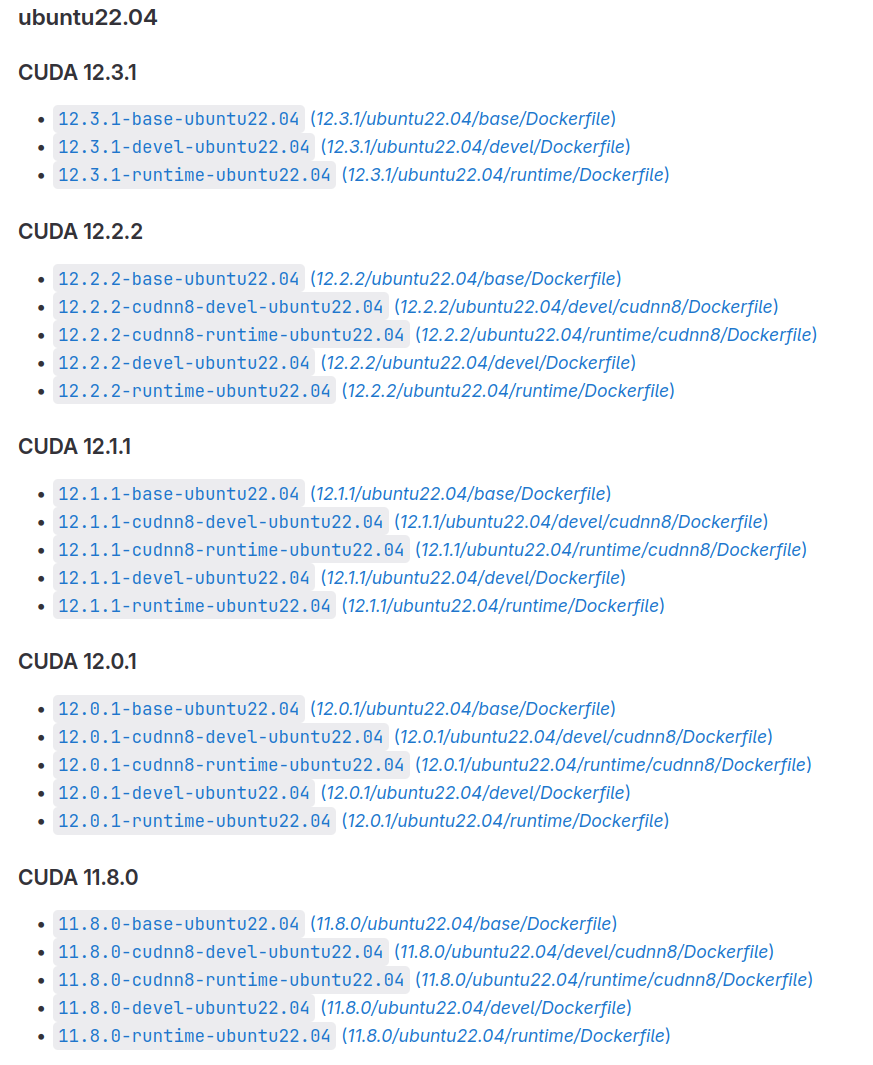 ubuntu22.04
CUDA 12.3.1
• 12.3.1-base-ubuntu22.04 (12.3.1/ubuntu22.04/base/Dockerfile)
• 12.3.1-devel-ubuntu22.04 (12.3.1/ubuntu22.04/devel/Dockerfile)
• 12.3.1-runtime-ubuntu22.04 (12.3.1/ubuntu22.04/runtime/Dockerfile)
CUDA 12.2.2
• 12.2.2-base-ubuntu22.04 (12.2.2/ubuntu22.04/base/Dockerfile)
• 12.2.2-cudnn8-devel-ubuntu22.04 (12.2.2/ubuntu22.04/devel/cudnn8/Dockerfile)
• 12.2.2-cudnn8-runtime-ubuntu22.04 (12.2.2/ubuntu22.04/runtime/cudnn8/Dockerfile)
• 12.2.2-devel-ubuntu22.04 (12.2.2/ubuntu22.04/devel/Dockerfile)
• 12.2.2-runtime-ubuntu22.04 (12.2.2/ubuntu22.04/runtime/Dockerfile)
CUDA 12.1.1
• 12.1.1-base-ubuntu22.04 (12.1.1/ubuntu22.04/base/Dockerfile)
• 12.1.1-cudnn8-devel-ubuntu22.04 (12.1.1/ubuntu22.04/devel/cudnn8/Dockerfile)
• 12.1.1-cudnn8-runtime-ubuntu22.04 (12.1.1/ubuntu22.04/runtime/cudnn8/Dockerfile)
• 12.1.1-devel-ubuntu22.04 (12.1.1/ubuntu22.04/devel/Dockerfile)
• 12.1.1-runtime-ubuntu22.04 (12.1.1/ubuntu22.04/runtime/Dockerfile)
CUDA 12.0.1
• 12.0.1-base-ubuntu22.04 (12.0.1/ubuntu22.04/base/Dockerfile)
• 12.0.1-cudnn8-devel-ubuntu22.04 (12.0.1/ubuntu22.04/devel/cudnn8/Dockerfile)
• 12.0.1-cudnn8-runtime-ubuntu22.04 (12.0.1/ubuntu22.04/runtime/cudnn8/Dockerfile)
• 12.0.1-devel-ubuntu22.04 (12.0.1/ubuntu22.04/devel/Dockerfile)
• 12.0.1-runtime-ubuntu22.04 (12.0.1/ubuntu22.04/runtime/Dockerfile)
CUDA 11.8.0
• 11.8.0-base-ubuntu22.04 (11.8.0/ubuntu22.04/base/Dockerfile)
• 11.8.0-cudnn8-devel-ubuntu22.04 (11.8.0/ubuntu22.04/devel/cudnn8/Dockerfile)
• 11.8.0-cudnn8-runtime-ubuntu22.04 (11.8.0/ubuntu22.04/runtime/cudnn8/Dockerfile)
• 11.8.0-devel-ubuntu22.04 (11.8.0/ubuntu22.04/devel/Dockerfile)
• 11.8.0-runtime-ubuntu22.04 (11.8.0/ubuntu22.04/runtime/Dockerfile)